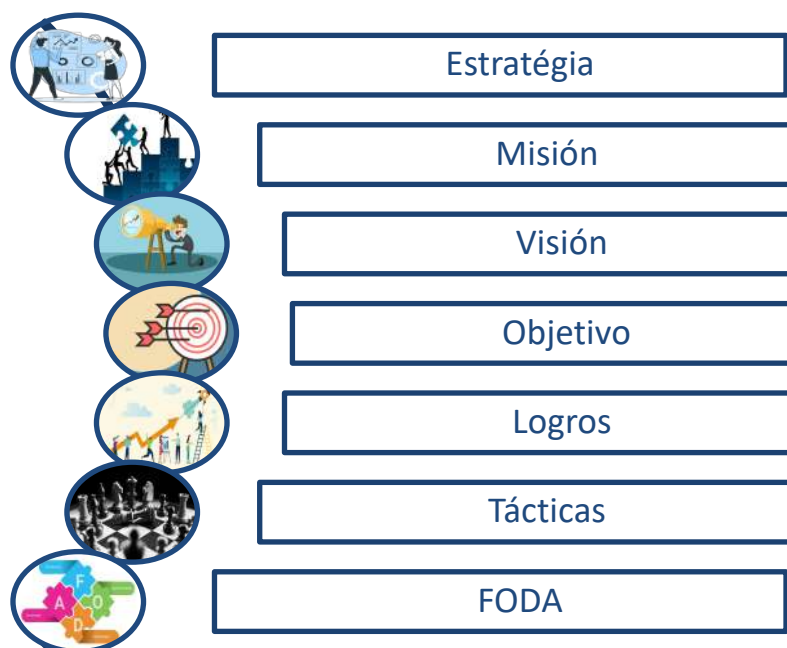 Estratégia
Misión
Visión
Objetivo
Logros
Tácticas
FODA
F
A
O
D